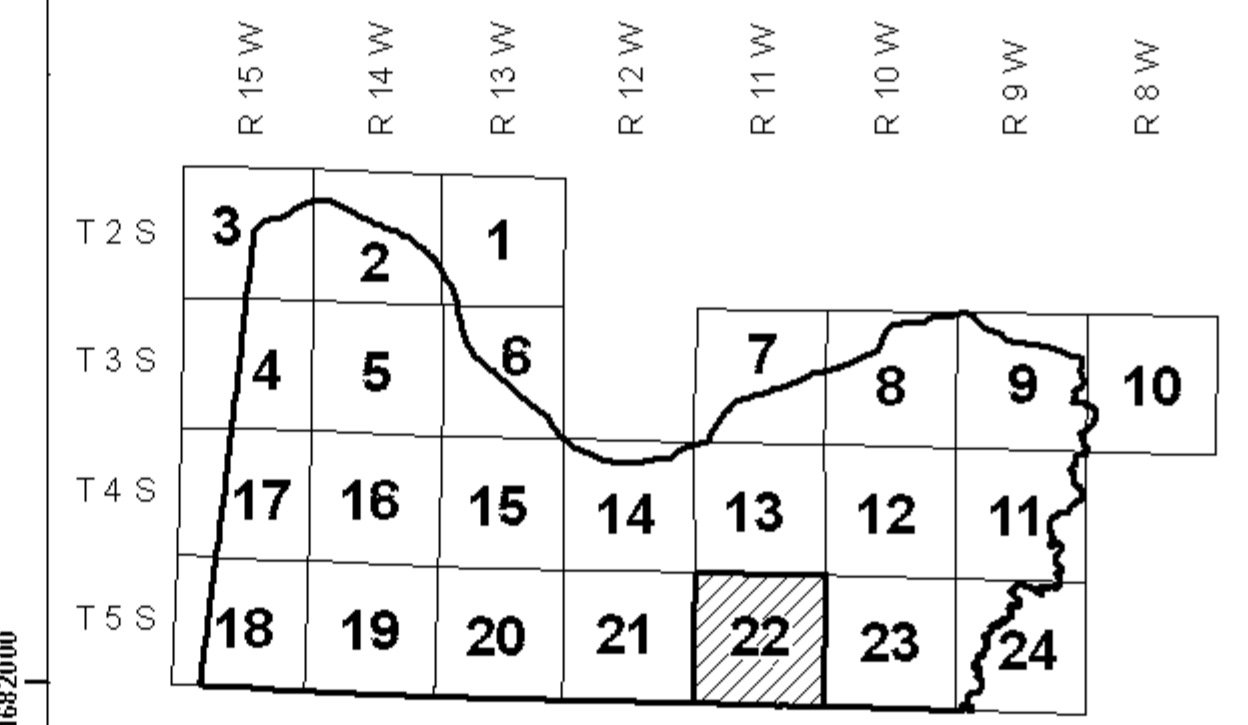 R 15 W R 14 W R 13 W R 12 W R 11 W R 10 W R 9 W R 8 W
T 2 S 3 2 1
T 3 S 4 5 6 7 8 9 10
T 4 S 17 16 15 14 13 12 11
T 5 S 18 19 20 21 22 23 24